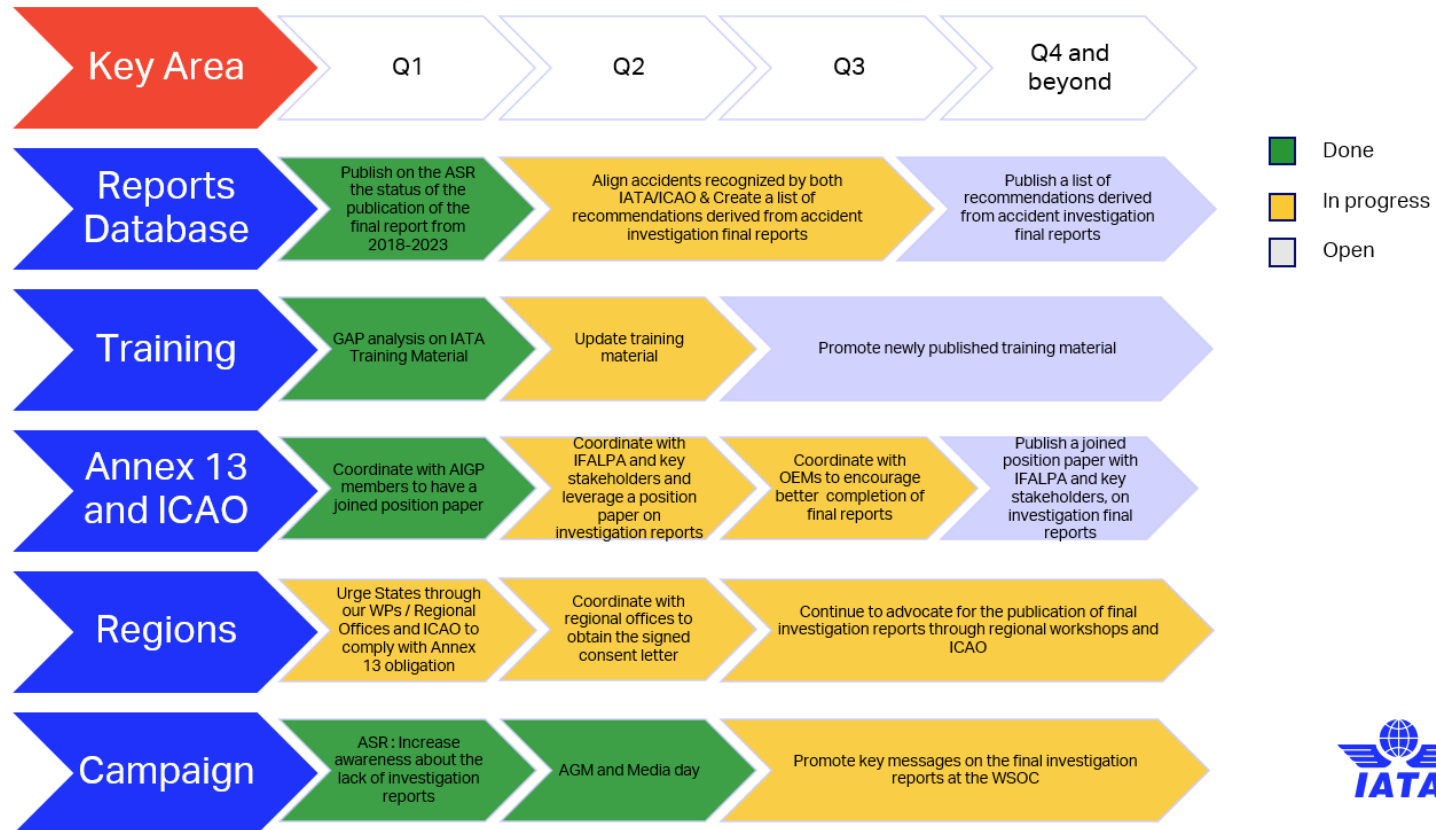 Key Area
Q1
Q2
Q3
Q4 and
beyond
Done
In progress
Open
Reports
Database
Publish on the ASR
the status of the
publication of the
final report from
2018-2023
Align accidents recognized by both
IATA/ICAO & Create a list of
recommendations derived from accident
investigation final reports
Publish a list of
recommendations derived
from accident investigation
final reports
Training
GAP analysis on IATA
Training Material
Update training
material
Promote newly published training material
Annex 13
and ICAO
Coordinate with AIGP
members to have a
joined position paper
Coordinate with
IFALPA and key
stakeholders and
leverage a position
paper on
investigation reports
Coordinate with
OEMs to encourage
better completion of
final reports
Publish a joined
position paper with
IFALPA and key
stakeholders, on
investigation final
reports
Regions
Urge States through
our WPs / Regional
Offices and ICAO to
comply with Annex
13 obligation
Coordinate with
regional offices to
obtain the signed
consent letter
Continue to advocate for the publication of final
investigation reports through regional workshops and
ICAO
Campaign
ASR : Increase
awareness about the
lack of investigation
reports
AGM and Media day
Promote key messages on the final investigation
reports at the WSOC
IATA